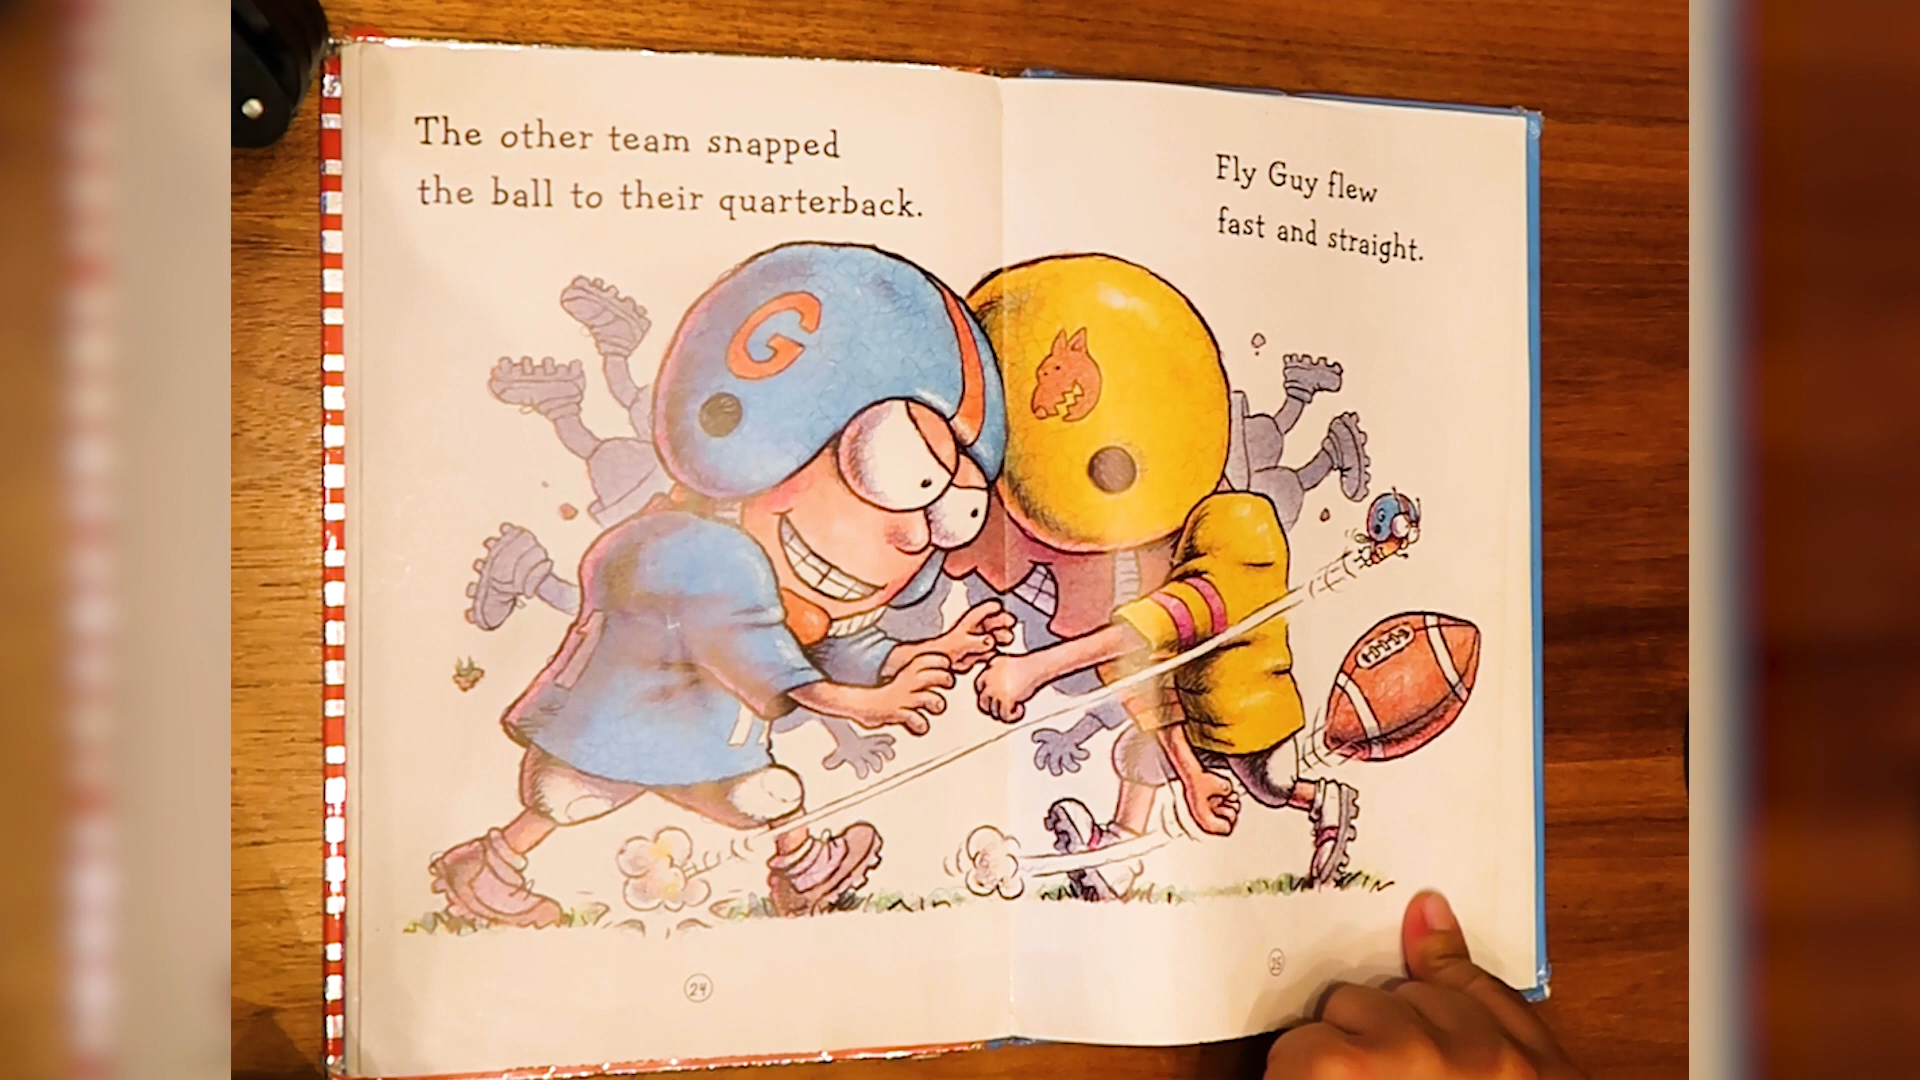 The other team snapped
the ball to their quarterback.
G
24
Fly Guy flew
fast and straight.
G
25